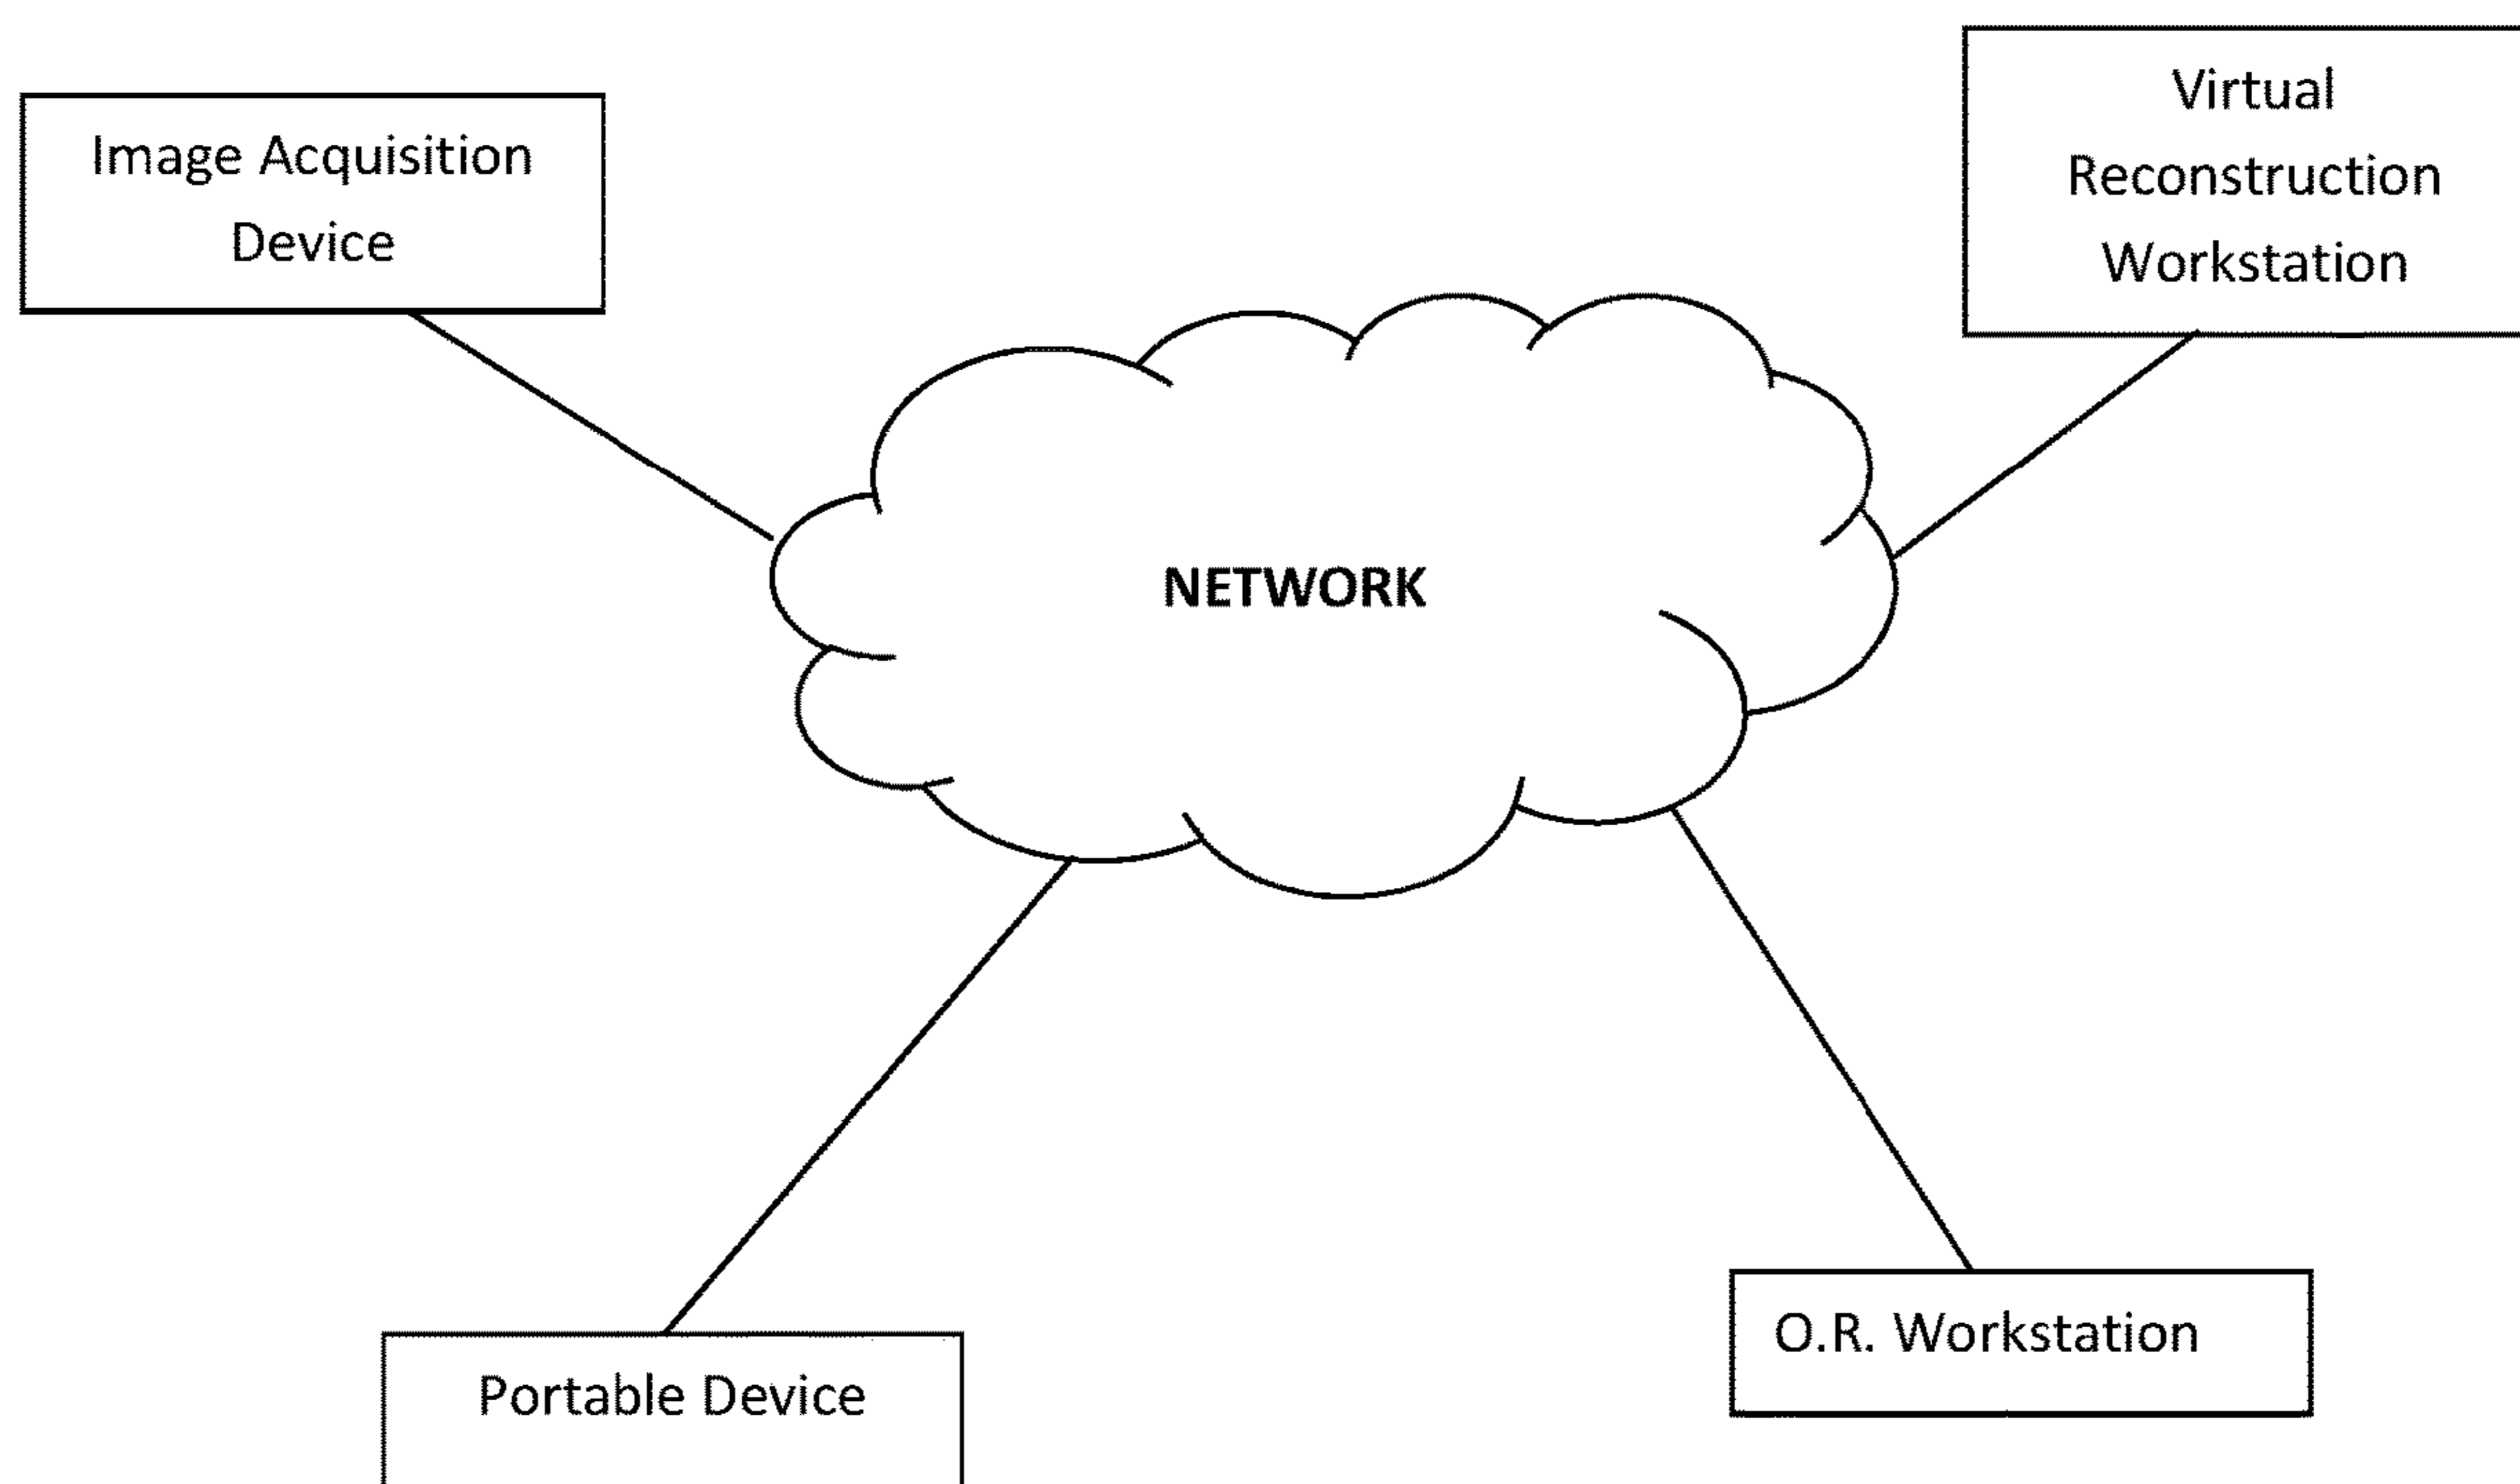 Image Acquisition
Device
Virtual
Reconstruction
Workstation
NETWORK
O.R. Workstation
Portable Device